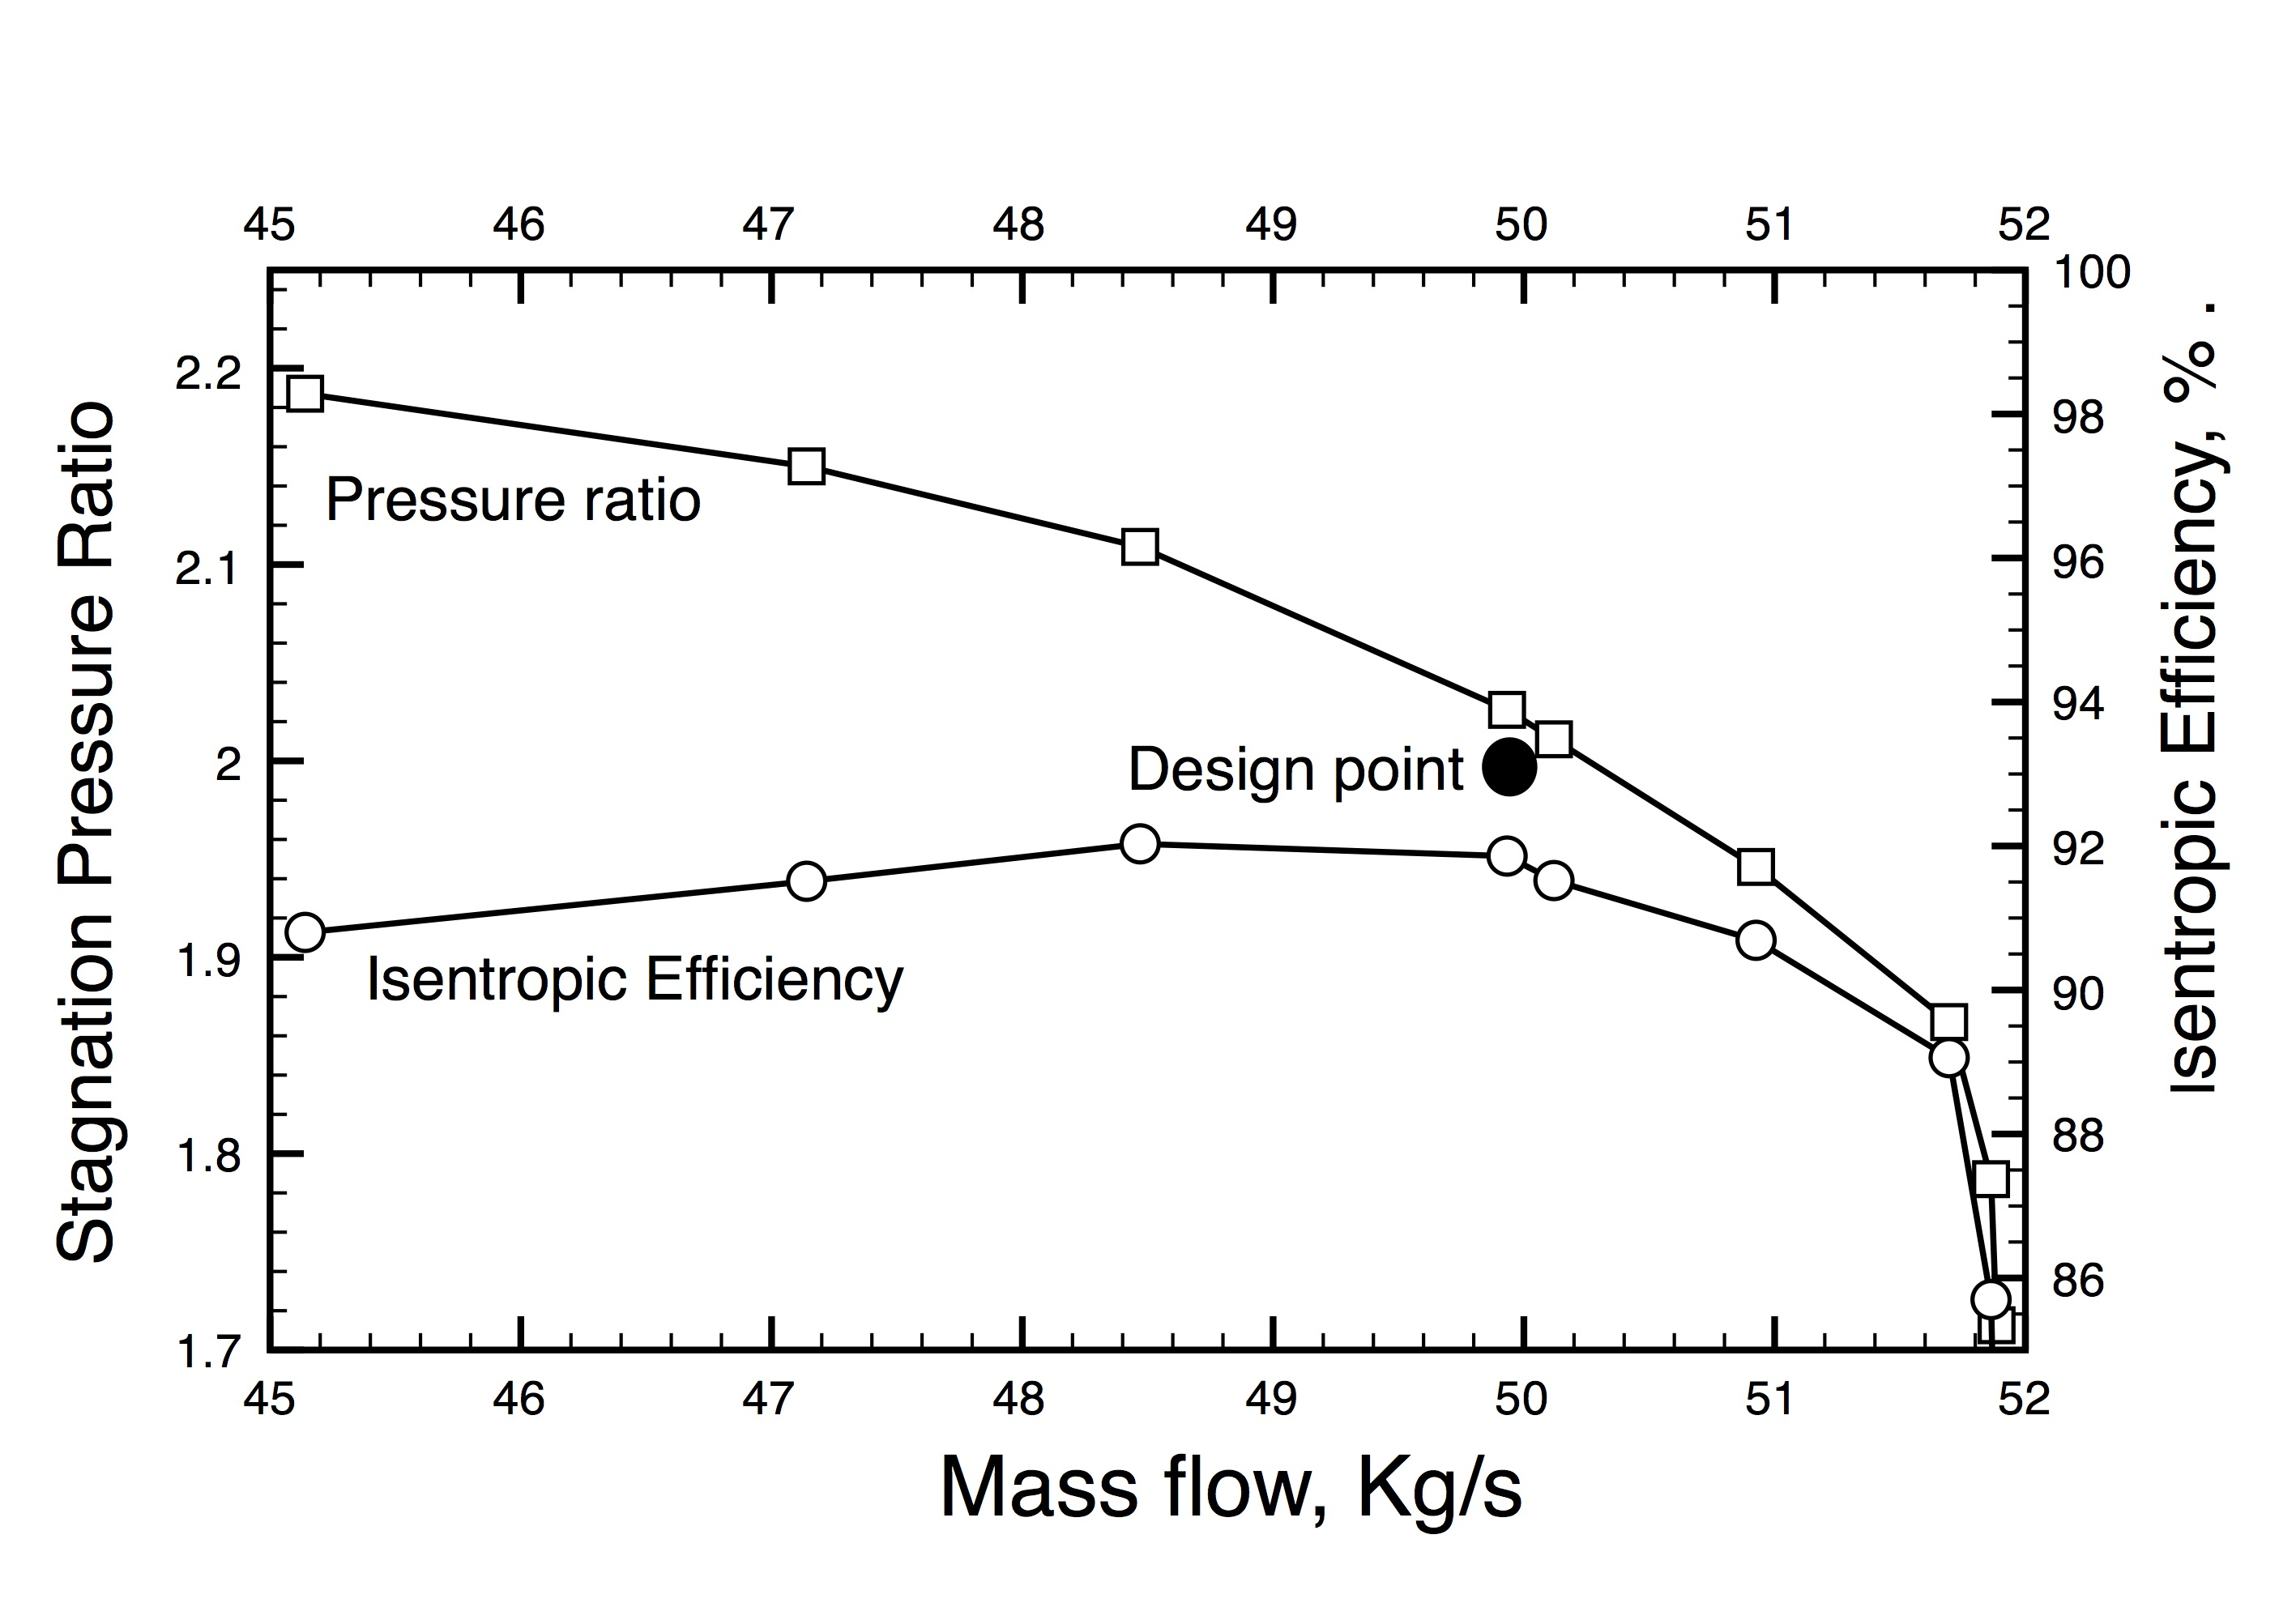 45 46 47 48 49 50 51 52
Stagnation Pressure Ratio
2.2
2.1
2
1.9
1.8
1.7
Pressure ratio
Design point
Isentropic Efficiency
100
98
96
94
92
90
88
86
Isentropic Efficiency, % .
45 46 47 48 49 50 51 52
Mass flow, Kg/s